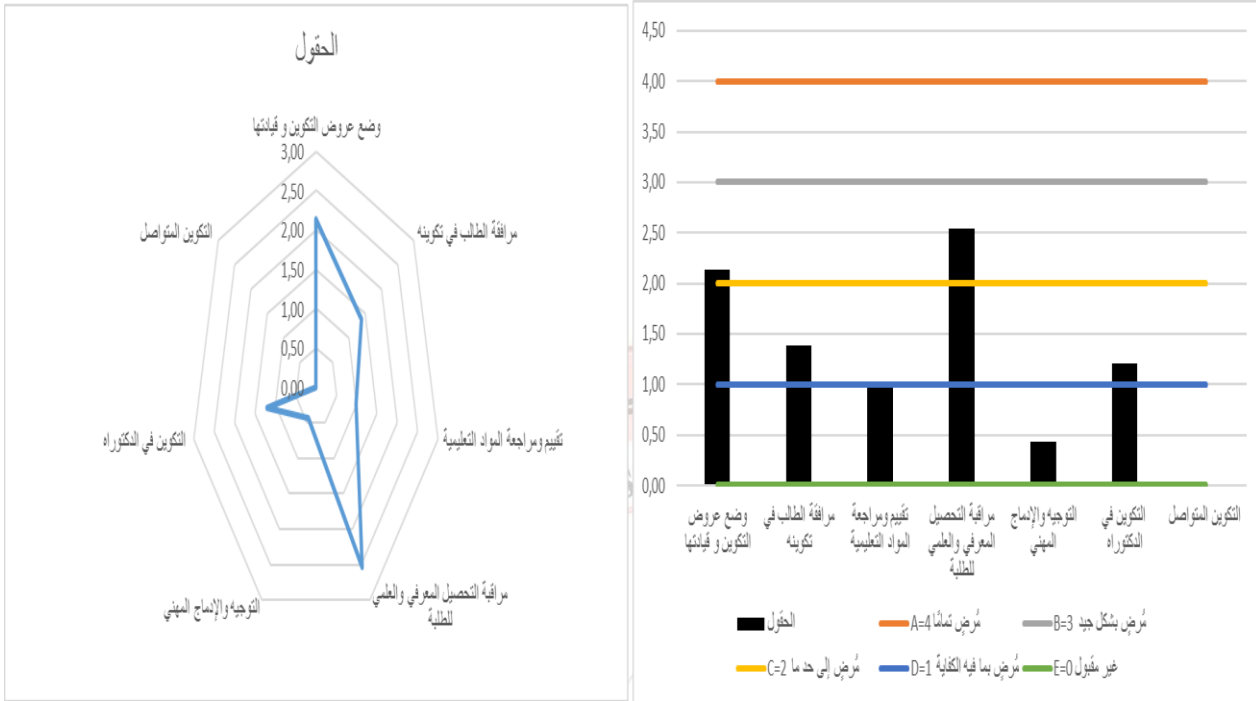 الحقول
وضع عروض التكوين و قيادتها
3,00
2,50
2,00
1,50
1,00
0,50
0,00
مرافقة الطالب في تكوينه
تقييم ومراجعة المواد التعليمية
مراقبة التحصيل المعرفي والعلمي
للطلبة
التوجيه والإدماج المهني
التكوين في الدكتوراه
التكوين المتواصل
4,50
4,00
3,50
3,00
2,50
2,00
1,50
1,00
0,50
0,00
وضع عروض
التكوين و قيادتها
مرافقة الطالب في
تكوينه
تقييم ومراجعة
المواد التعليمية
مراقبة التحصيل
المعرفي والعلمي
للطلبة
التوجيه والإدماج
المهني
التكوين في
الدكتوراه
التكوين المتواصل
الحقول
A=4 مُرضٍ تمامًا
B=3 مُرضٍ بشكل جيد
C=2 مُرضٍ إلى حد ما
D=1 مُرضٍ بما فيه الكفاية
E=0 غير مقبول